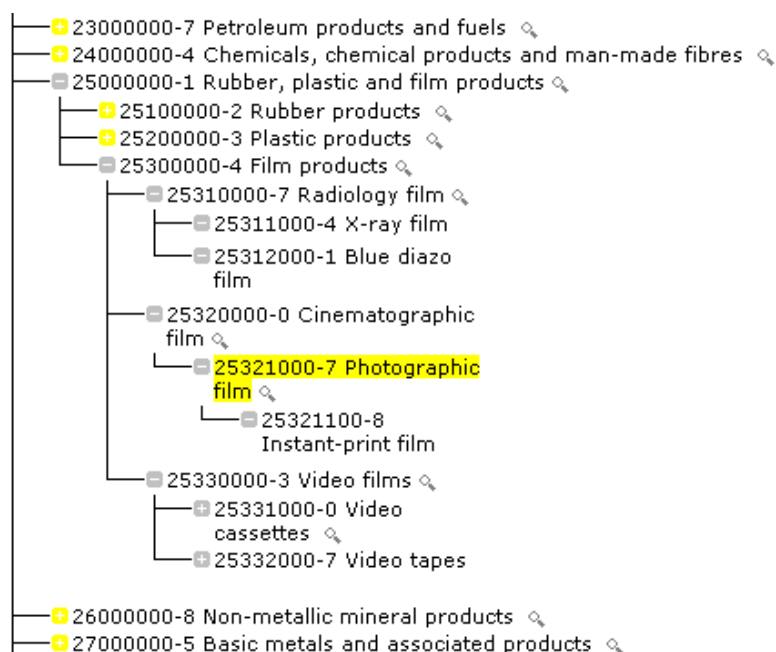 23000000-7 Petroleum products and fuels
24000000-4 Chemicals, chemical products and man-made fibres
25000000-1 Rubber, plastic and film products
25100000-2 Rubber products
25200000-3 Plastic products
25300000-4 Film products
25310000-7 Radiology film
25311000-4 X-ray film
25312000-1 Blue diazo
film
25320000-0 Cinematographic
film
25321000-7 Photographic
film
25321100-8
Instant-print film
25330000-3 Video films
25331000-0 Video
cassettes
25332000-7 Video tapes
26000000-8 Non-metallic mineral products
27000000-5 Basic metals and associated products